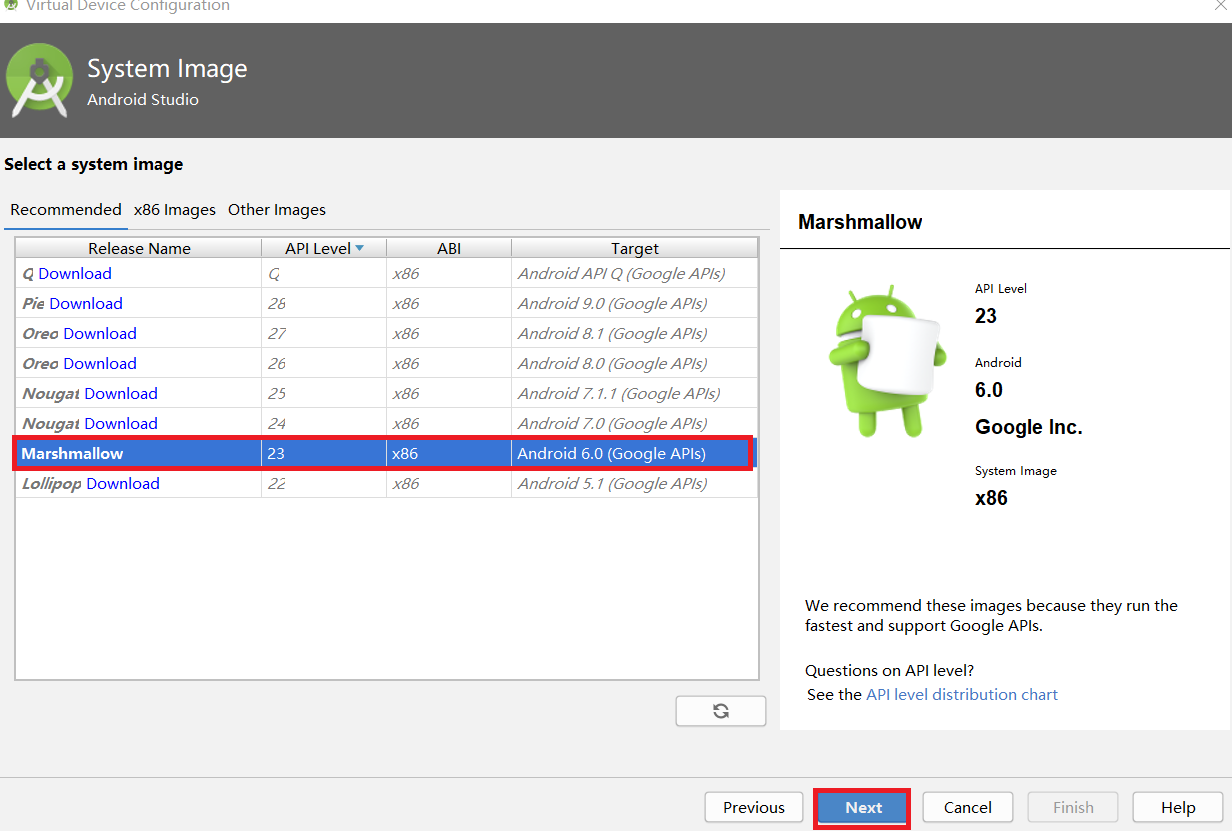 Virtual Device Configuration
System Image
Android Studio
Select a system image
Recommended x86 Images Other Images
Release Name API Level ABI Target
Q Download Q x86 Android API Q (Google APIs)
Pie Download 28 x86 Android 9.0 (Google APIs)
Oreo Download 27 x86 Android 8.1 (Google APIs)
Oreo Download 26 x86 Android 8.0 (Google APIs)
Nougat Download 25 x86 Android 7.1.1 (Google APIs)
Nougat Download 24 x86 Android 7.0 (Google APIs)
Marshmallow 23 x86 Android 6.0 (Google APIs)
Lollipop Download 22 x86 Android 5.1 (Google APIs)
Marshmallow
API Level
23
Android
6.0
Google Inc.
System Image
x86
We recommend these images because they run the
fastest and support Google APIs.
Questions on API level?
See the API level distribution chart
Previous Next Cancel Finish Help